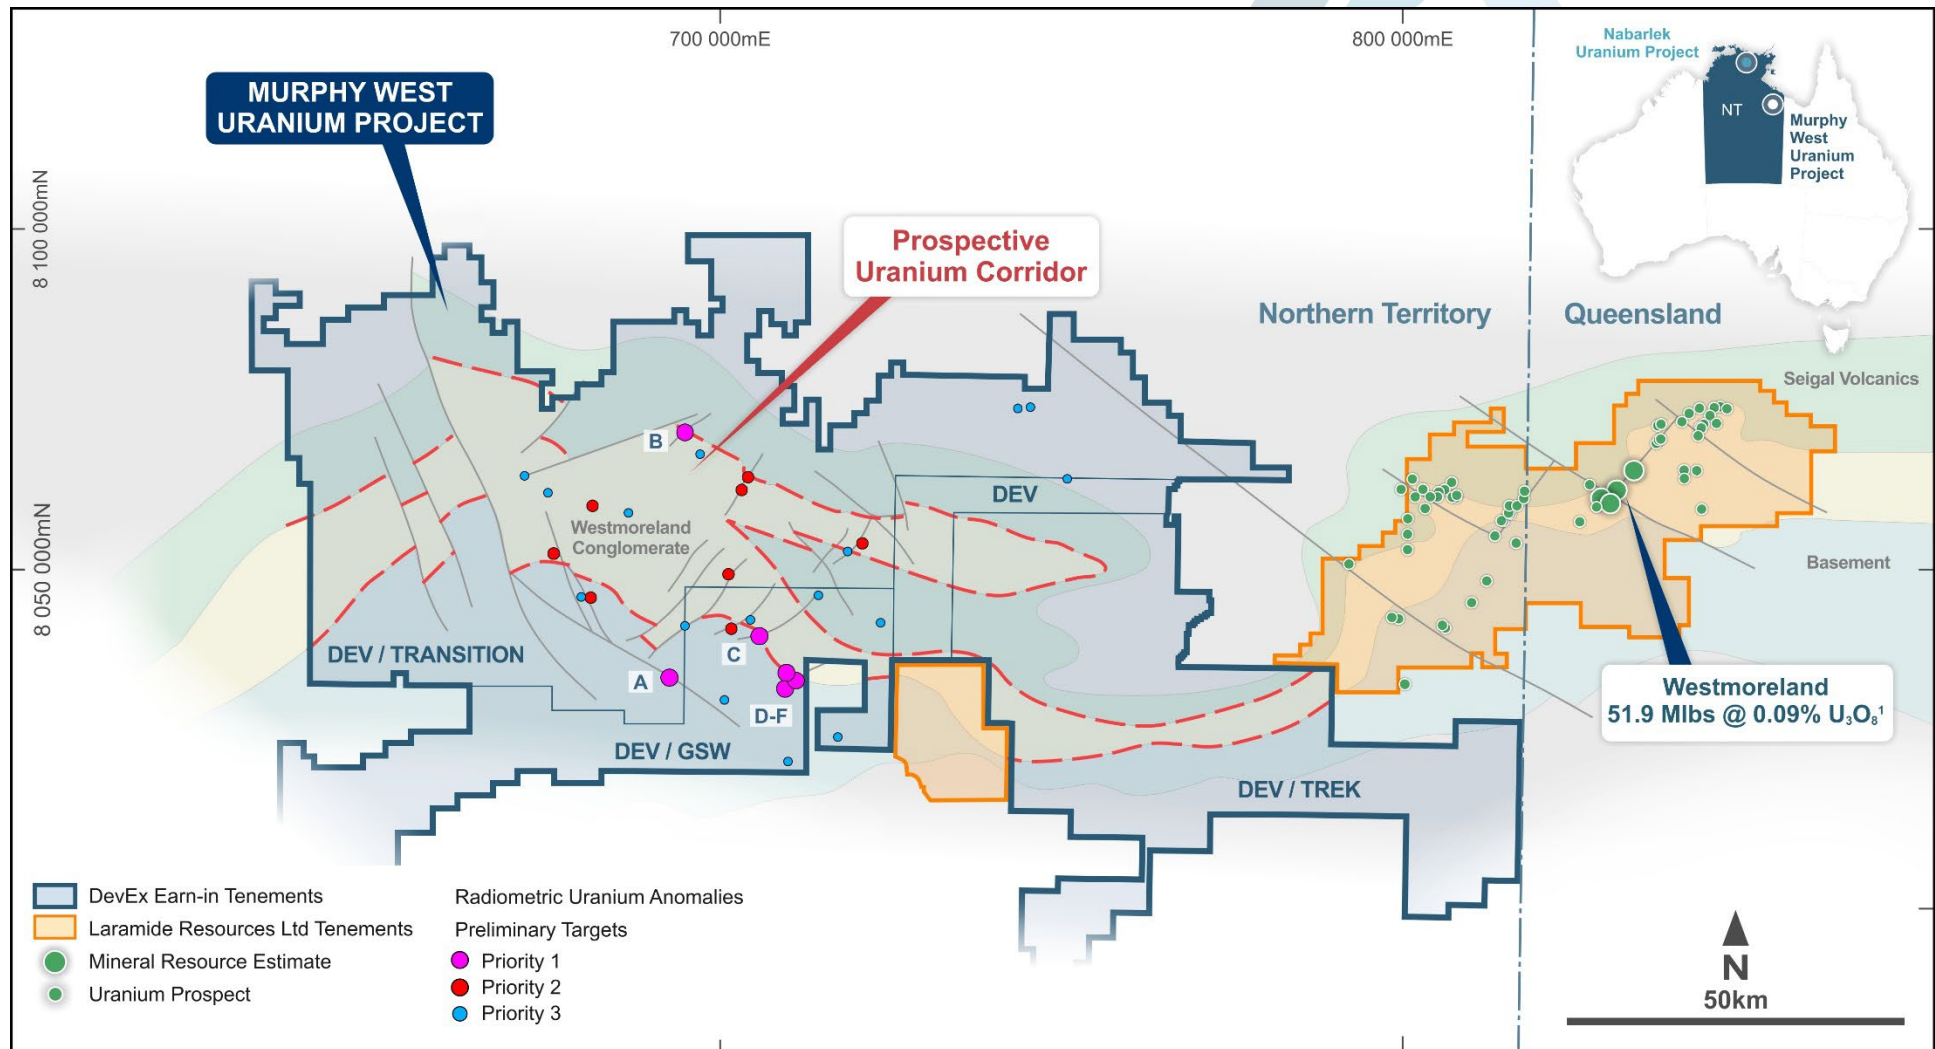 700 000mE
800 000mE
8 100 000mN
8 050 000mN
MURPHY WEST
URANIUM PROJECT
Prospective
Uranium Corridor
Nabarlek
Uranium Project
NT
Murphy
West
Uranium
Project
Northern Territory
Queensland
Seigal Volcanics
Basement
Westmoreland
Conglomerate
B
DEV
C
A
D-F
DEV / TRANSITION
DEV / GSW
DEV / TREK
Westmoreland
51.9 Mlbs @ 0.09% U₃O₈¹
DevEx Earn-in Tenements
Laramide Resources Ltd Tenements
Mineral Resource Estimate
Uranium Prospect
Radiometric Uranium Anomalies
Preliminary Targets
Priority 1
Priority 2
Priority 3
N
50km